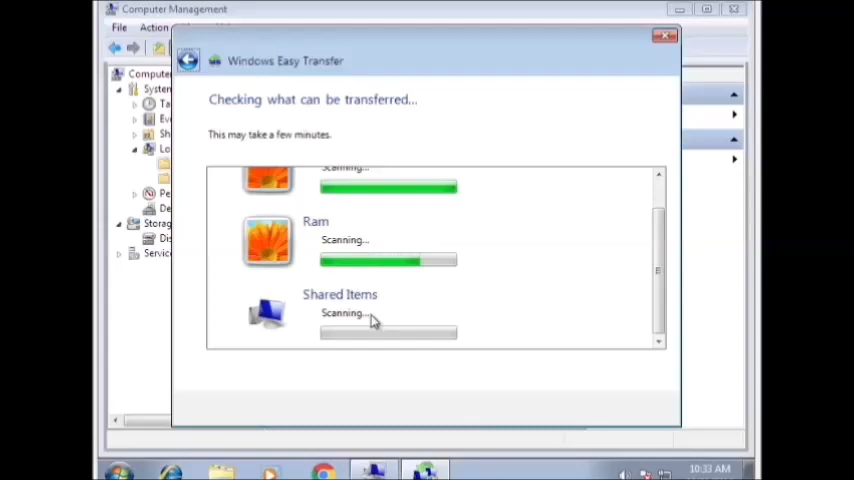 Computer Management
File Action
Windows Easy Transfer
Computer
Checking what can be transferred...
This may take a few minutes.
Scanning...
Ram
Scanning...
Shared Items
Scanning...
10:33 AM